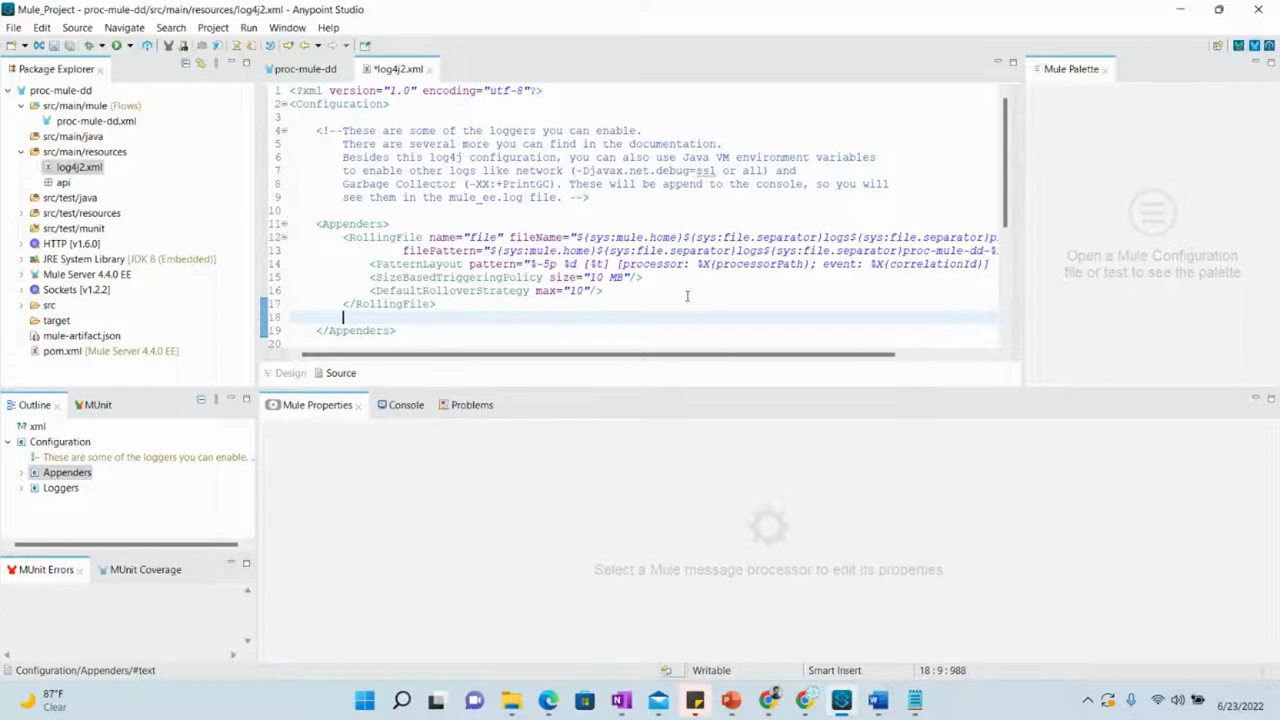 Mule_Project - proc-mule-dd/src/main/resources/log4j2.xml - Anypoint Studio
File Edit Source Navigate Search Project Run Window Help
Package Explorer
proc-mule-dd
src/main/mule (Flows)
proc-mule-dd.xml
src/main/java
src/main/resources
log4j2.xml
api
src/test/java
src/test/resources
src/test/munit
HTTP [v1.6.0]
JRE System Library [JDK 8 (Embedded)]
Mule Server 4.4.0 EE
Sockets [v1.2.2]
src
target
mule-artifact.json
pom.xml [Mule Server 4.4.0 EE]
proc-mule-dd *log4j2.xml
1 <?xml version="1.0" encoding="utf-8"?>
2 <Configuration>
3
4 <!--These are some of the loggers you can enable.
5 There are several more you can find in the documentation.
6 Besides this log4j configuration, you can also use Java VM environment variables
7 to enable other logs like network (-Djavax.net.debug=ssl or all) and
8 Garbage Collector (-XX:+PrintGC). These will be append to the console, so you will
9 see them in the mule_ee.log file. -->
10
11 <Appenders>
12 <RollingFile name="file" fileName="${sys:mule.home}${sys:file.separator}logs${sys:file.separator}p
13 filePattern="${sys:mule.home}${sys:file.separator}logs${sys:file.separator}proc-mule-dd-%
14 <PatternLayout pattern="%-5p %d [%t] [processor: %X{processorPath}; event: %X{correlationId}]
15 <SizeBasedTriggeringPolicy size="10 MB"/>
16 <DefaultRolloverStrategy max="10"/>
17 </RollingFile>
18
19 </Appenders>
20
Design Source
Mule Palette
Open a Mule Configuration
file or test to see the palette
Outline MUnit
xml
Configuration
These are some of the loggers you can enable. ...
Appenders
Loggers
MUnit Errors MUnit Coverage
Mule Properties Console Problems
Select a Mule message processor to edit its properties
Configuration/Appenders/#text
Writable Smart Insert 18:9:988
87°F
Clear
6/23/2022